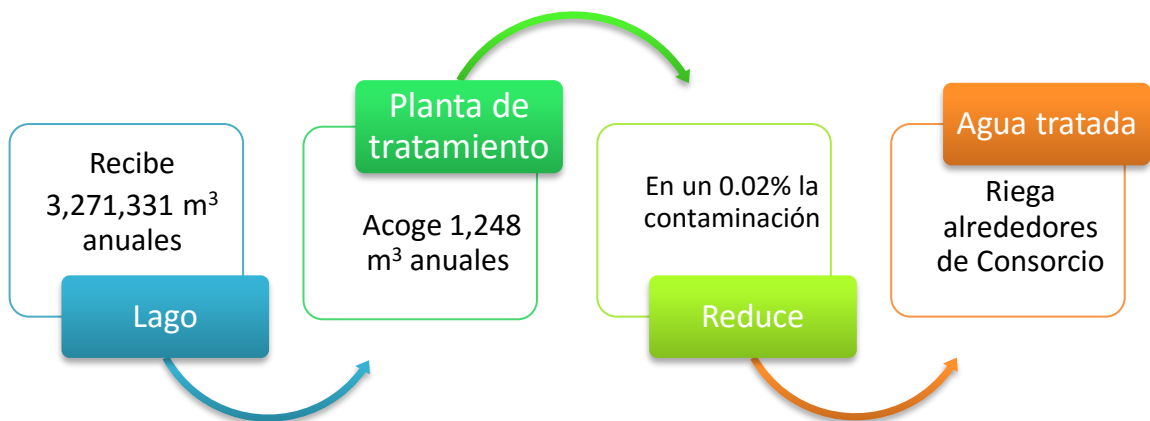 Recibe
3,271,331 m³
anuales
Lago
Planta de
tratamiento
Acoge 1,248
m³ anuales
En un 0.02% la
contaminación
Reduce
Agua tratada
Riega
alrededores
de Consorcio